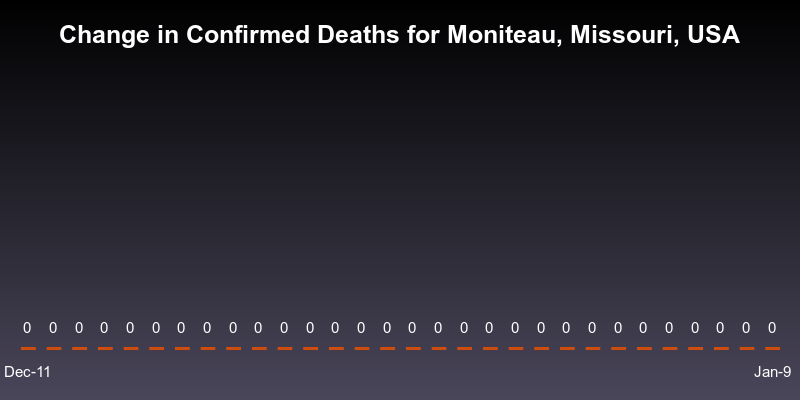 Change in Confirmed Deaths for Moniteau, Missouri, USA
0 0 0 0 0 0 0 0 0 0 0 0 0 0 0 0 0 0 0 0 0 0 0 0 0 0 0 0 0 0
Dec-11 Jan-9